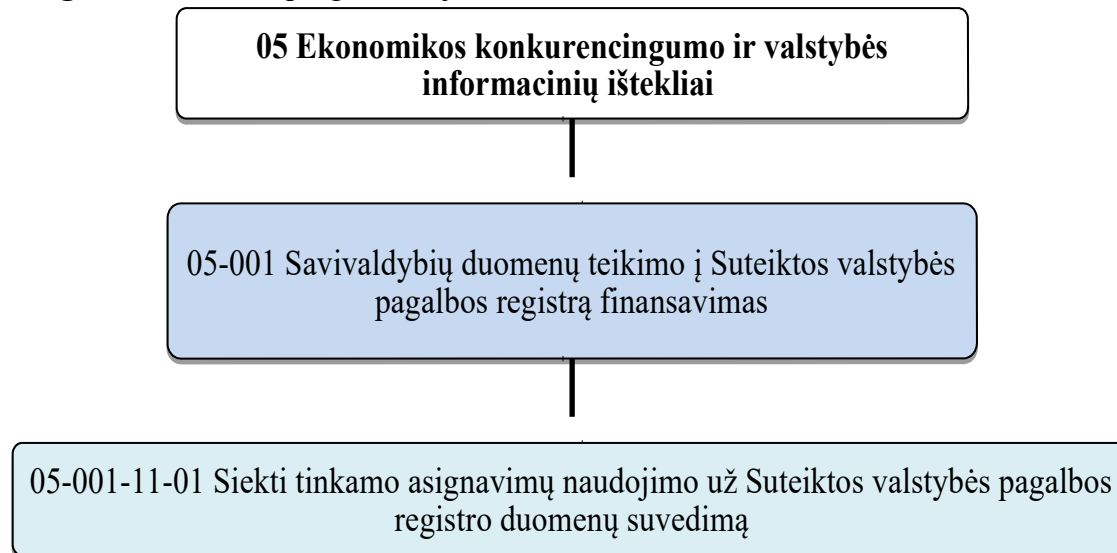 05 Ekonomikos konkurencingumo ir valstybės
informacinių ištekliai
05-001 Savivaldybių duomenų teikimo į Suteiktos valstybės
pagalbos registrą finansavimas
05-001-11-01 Siekti tinkamo asignavimų naudojimo už Suteiktos valstybės pagalbos
registro duomenų suvedimą